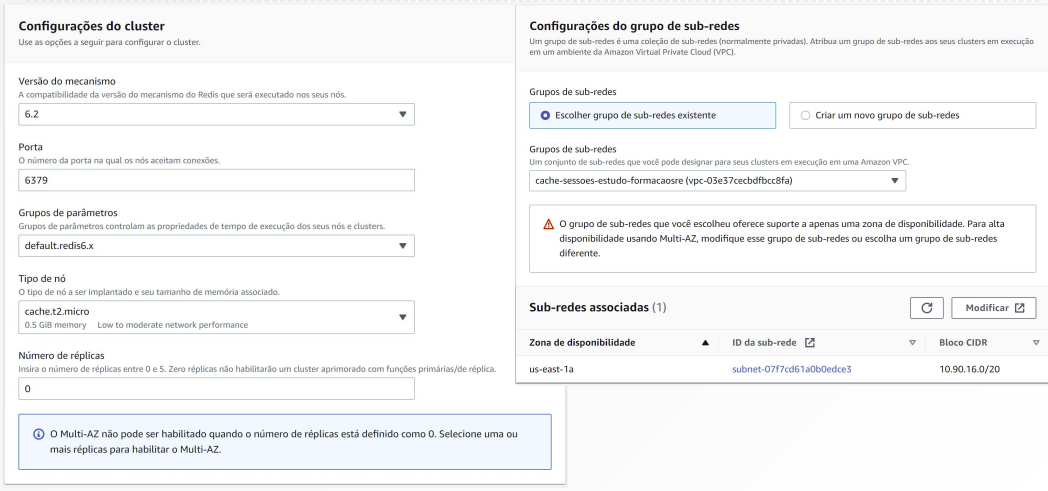 Configurações do cluster
Use as opções a seguir para configurar o cluster.
Versão do mecanismo
A compatibilidade da versão do mecanismo do Redis que será executado nos seus nós.
6.2
Porta
O número da porta na qual os nós aceitam conexões.
6379
Grupos de parâmetros
Grupos de parâmetros controlam as propriedades de tempo de execução dos seus nós e clusters.
default.redis6.x
Tipo de nó
O tipo de nó a ser implantado e seu tamanho de memória associado.
cache.t2.micro
0.5 GiB memory Low to moderate network performance
Número de réplicas
Insira o número de réplicas entre 0 e 5. Zero réplicas não habilitarão um cluster aprimorado com funções primárias/de réplica.
0
O Multi-AZ não pode ser habilitado quando o número de réplicas está definido como 0. Selecione uma ou
mais réplicas para habilitar o Multi-AZ.
Configurações do grupo de sub-redes
Um grupo de sub-redes é uma coleção de sub-redes (normalmente privadas). Atribua um grupo de sub-redes aos seus clusters em execução
em um ambiente da Amazon Virtual Private Cloud (VPC).
Grupos de sub-redes
Escolher grupo de sub-redes existente
Criar um novo grupo de sub-redes
Grupos de sub-redes
Um conjunto de sub-redes que você pode designar para seus clusters em execução em uma Amazon VPC.
cache-sessoes-estudo-formacaosre (vpc-03e37cecbdfbcc8fa)
O grupo de sub-redes que você escolheu oferece suporte a apenas uma zona de disponibilidade. Para alta
disponibilidade usando Multi-AZ, modifique esse grupo de sub-redes ou escolha um grupo de sub-redes
diferente.
Sub-redes associadas (1)
Modificar
Zona de disponibilidade ID da sub-rede Bloco CIDR
us-east-1a subnet-07f7cd61a0b0edce3 10.90.16.0/20